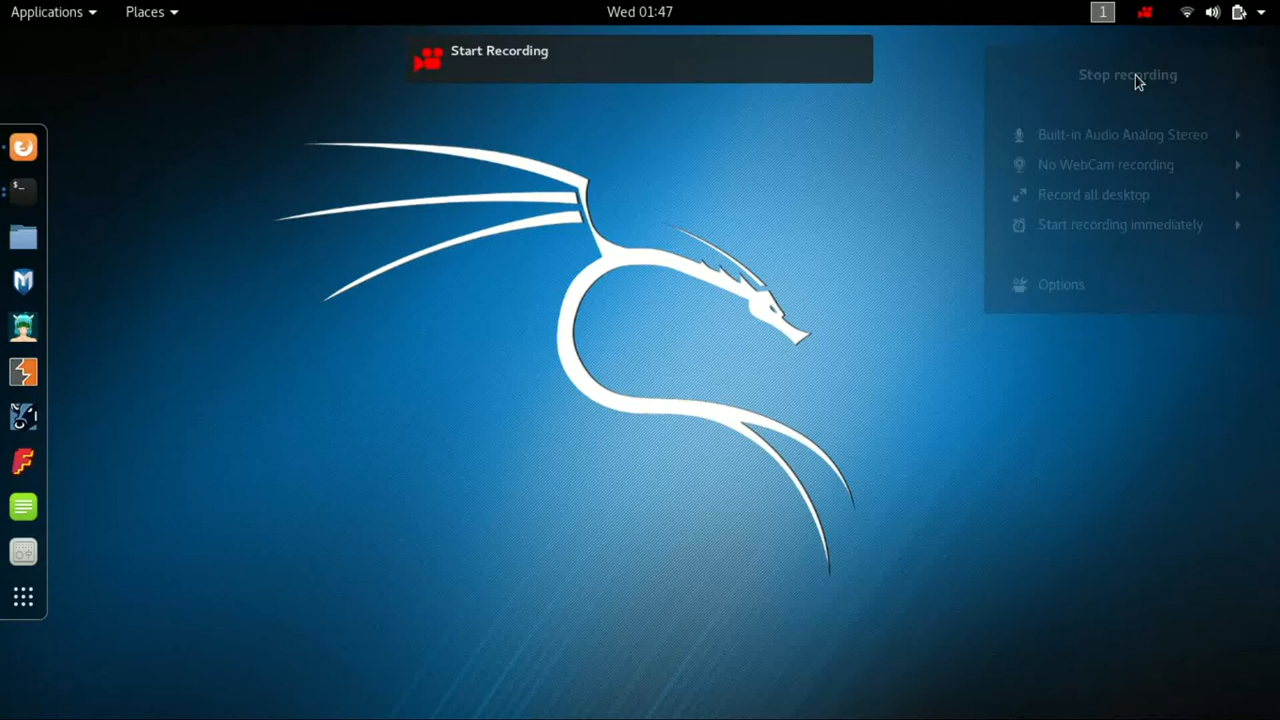 Applications Places Wed 01:47 1
Start Recording
Stop recording
Built-in Audio Analog Stereo
No WebCam recording
Record all desktop
Start recording immediately
Options
$_